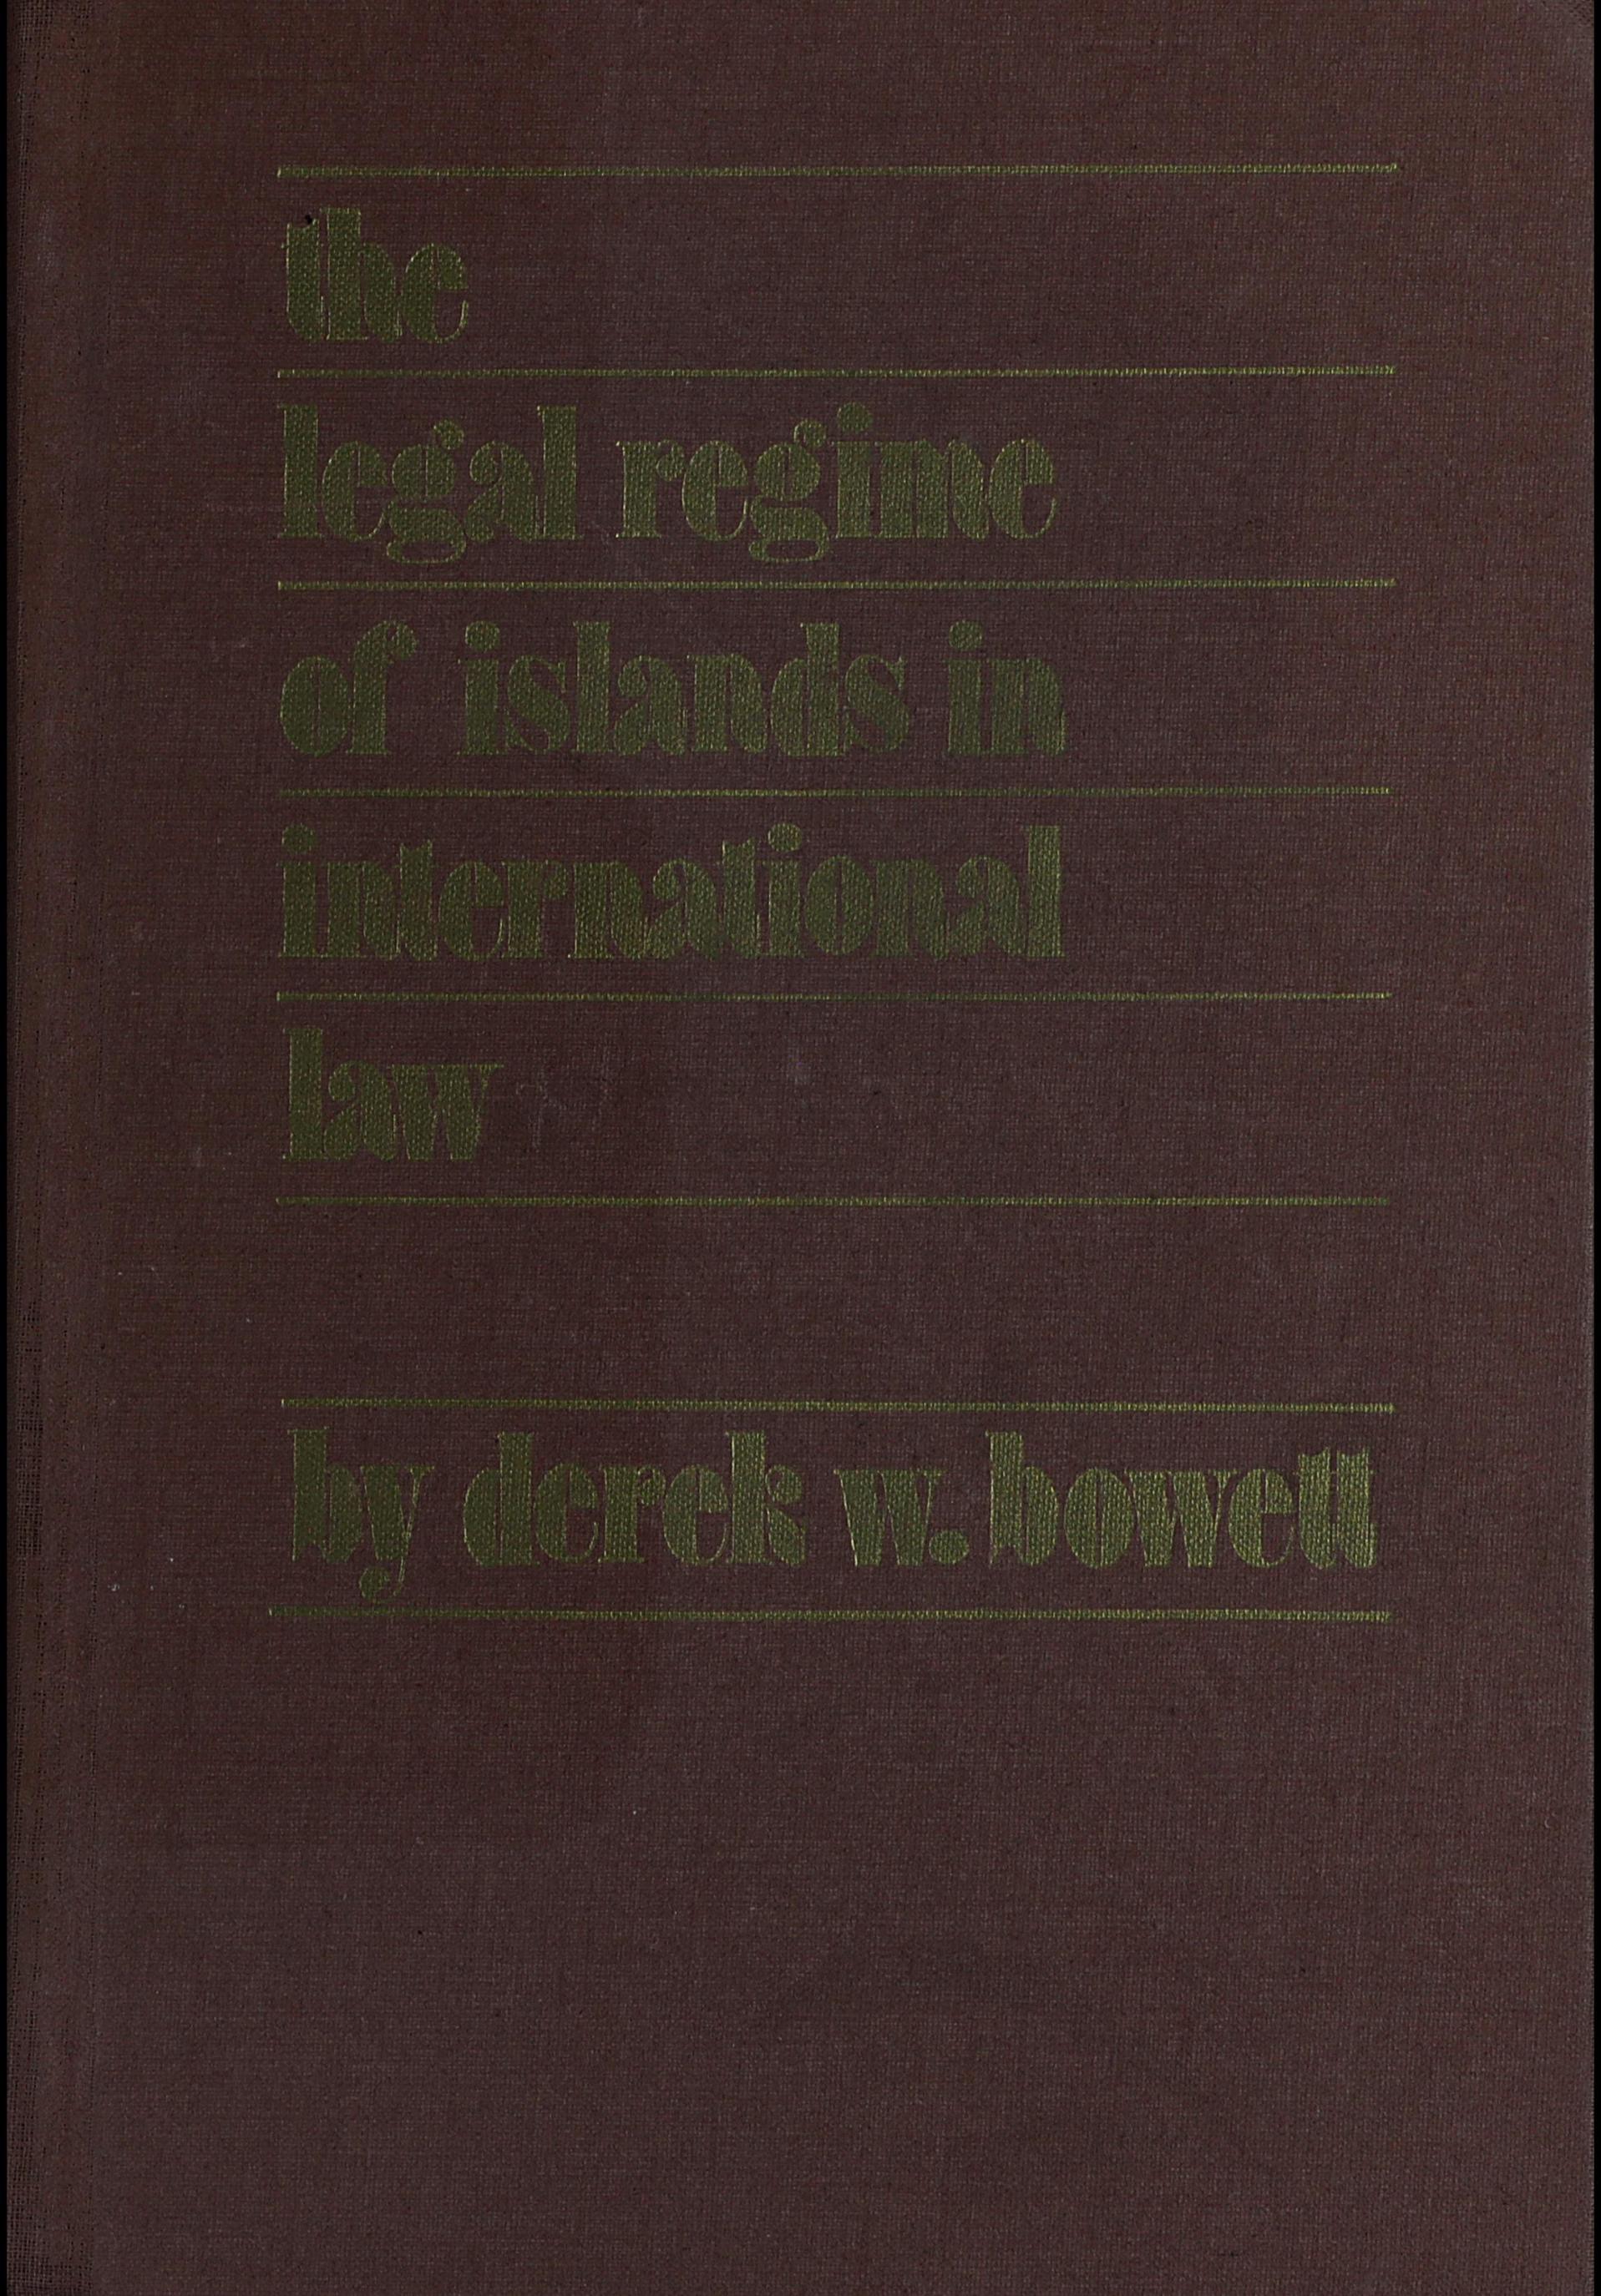 the
legal regime
of islands in
international
law
by derek w. bowett